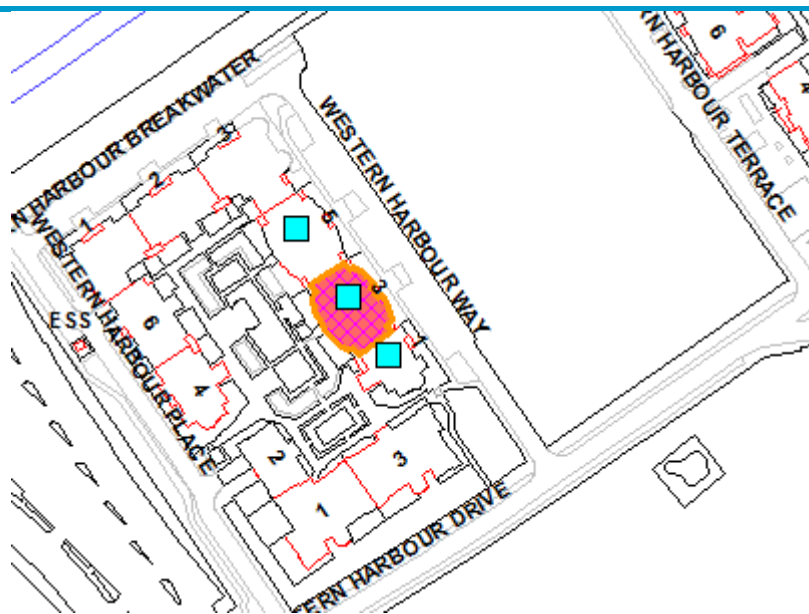 6
4
N HARBOUR TERRACE
N HARBOUR BREAKWATER
WESTERN HARBOUR WAY
3
2
1
5
3
1
WESTERN HARBOUR PLACE
ESS
6
4
2
3
1
TERN HARBOUR DRIVE